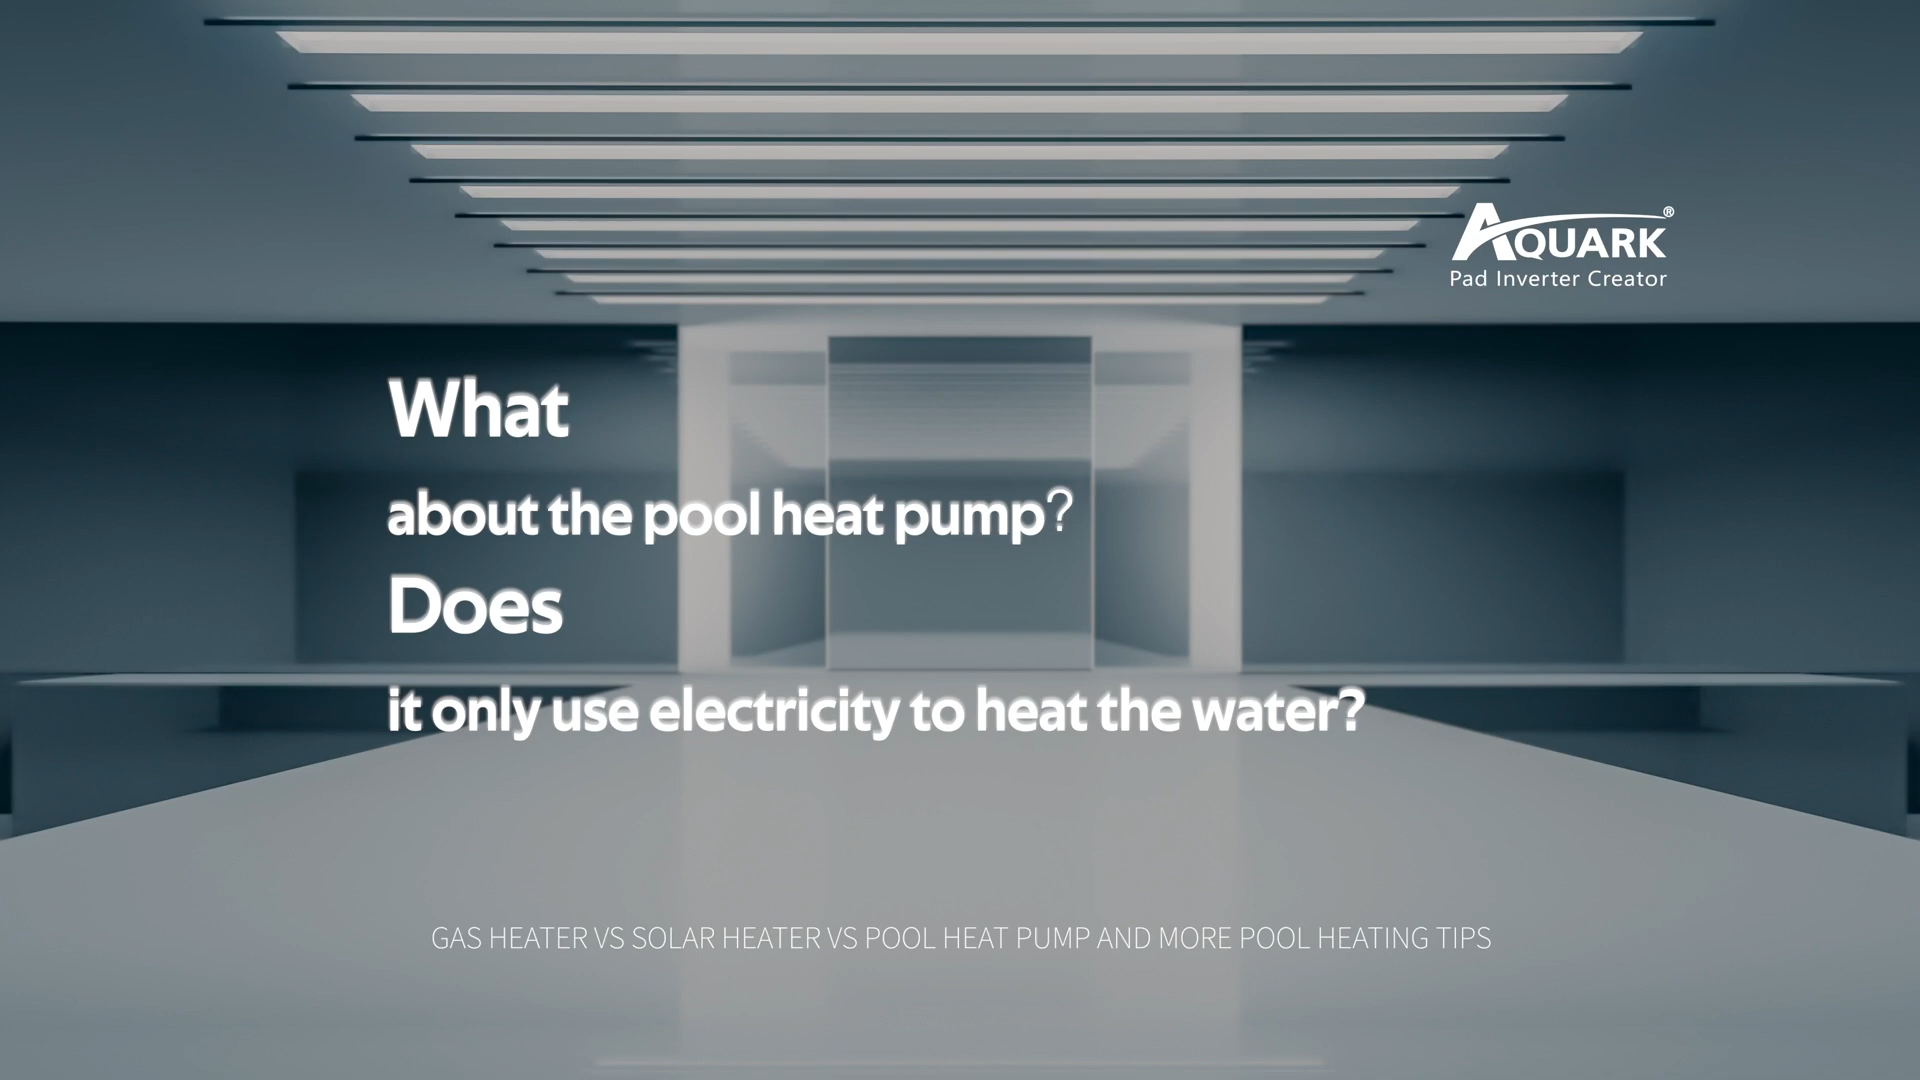 AQUARK®
Pad Inverter Creator
What
about the pool heat pump?
Does
it only use electricity to heat the water?
GAS HEATER VS SOLAR HEATER VS POOL HEAT PUMP AND MORE POOL HEATING TIPS